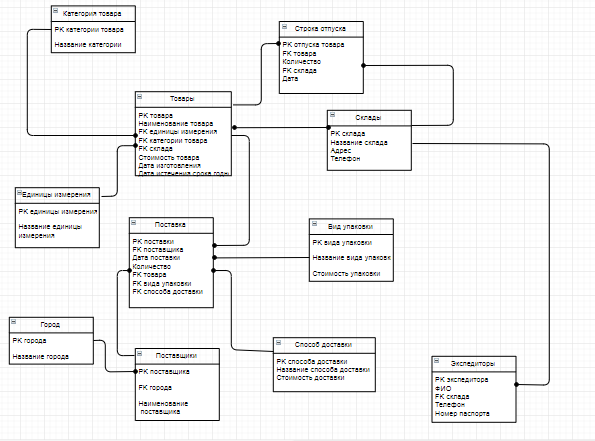 Категория товара
PK категории товара
Название категории
Строка отпуска
PK отпуска товара
FK товара
Количество
FK склада
Дата
Товары
PK товара
Наименование товара
FK единицы измерения
FK категории товара
FK склада
Стоимость товара
Дата изготовления
Дата истечения срока годн
Склады
PK склада
Название склада
Адрес
Телефон
Единицы измерения
PK единицы измерения
Название единицы
измерения
Поставка
PK поставки
FK поставщика
Дата поставки
Количество
FK товара
FK вида упаковки
FK способа доставки
Вид упаковки
PK вида упаковки
Название вида упаковк
Стоимость упаковки
Город
PK города
Название города
Поставщики
PK поставщика
FK города
Наименование
поставщика
Способ доставки
PK способа доставки
Название способа доставки
Стоимость доставки
Экспедиторы
PK экспедитора
ФИО
FK склада
Телефон
Номер паспорта